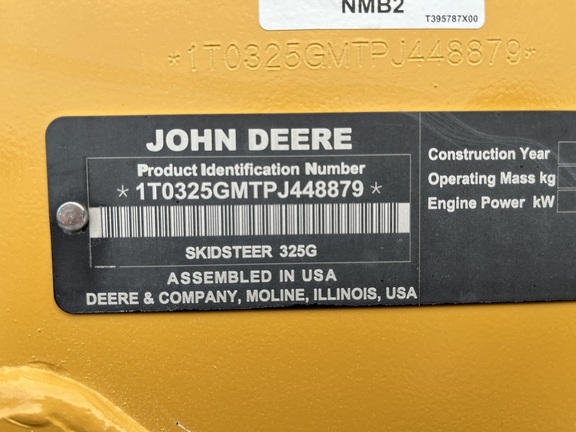 NMB2
T395787X00
*1T0325GMTPJ448879*
JOHN DEERE
Product Identification Number
*1T0325GMTPJ448879*
SKIDSTEER 325G
ASSEMBLED IN USA
DEERE & COMPANY, MOLINE, ILLINOIS, USA
Construction Year
Operating Mass kg
Engine Power kW